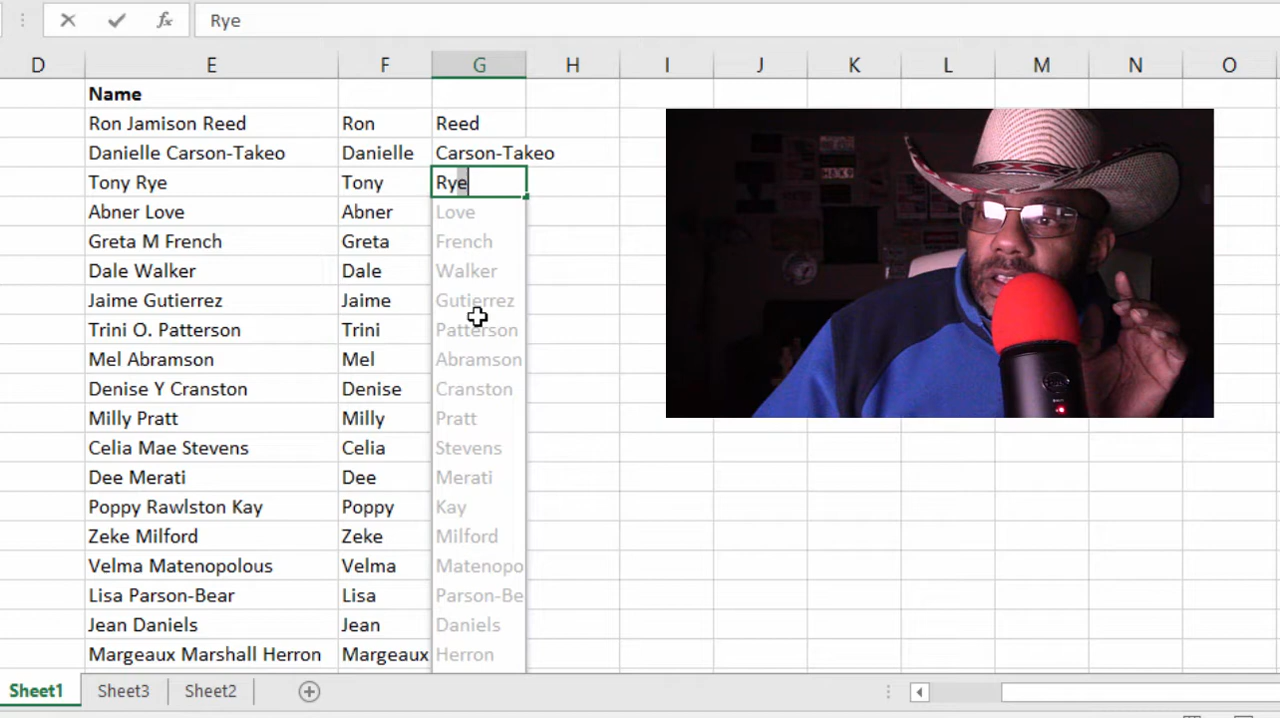 Rye
D E F G H I J K L M N O
Name
Ron Jamison Reed Ron Reed
Danielle Carson-Takeo Danielle Carson-Takeo
Tony Rye Tony Rye
Abner Love Abner Love
Greta M French Greta French
Dale Walker Dale Walker
Jaime Gutierrez Jaime Gutierrez
Trini O. Patterson Trini Patterson
Mel Abramson Mel Abramson
Denise Y Cranston Denise Cranston
Milly Pratt Milly Pratt
Celia Mae Stevens Celia Stevens
Dee Merati Dee Merati
Poppy Rawlston Kay Poppy Kay
Zeke Milford Zeke Milford
Velma Matenopolous Velma Matenopo
Lisa Parson-Bear Lisa Parson-Be
Jean Daniels Jean Daniels
Margeaux Marshall Herron Margeaux Herron
Sheet1 Sheet3 Sheet2